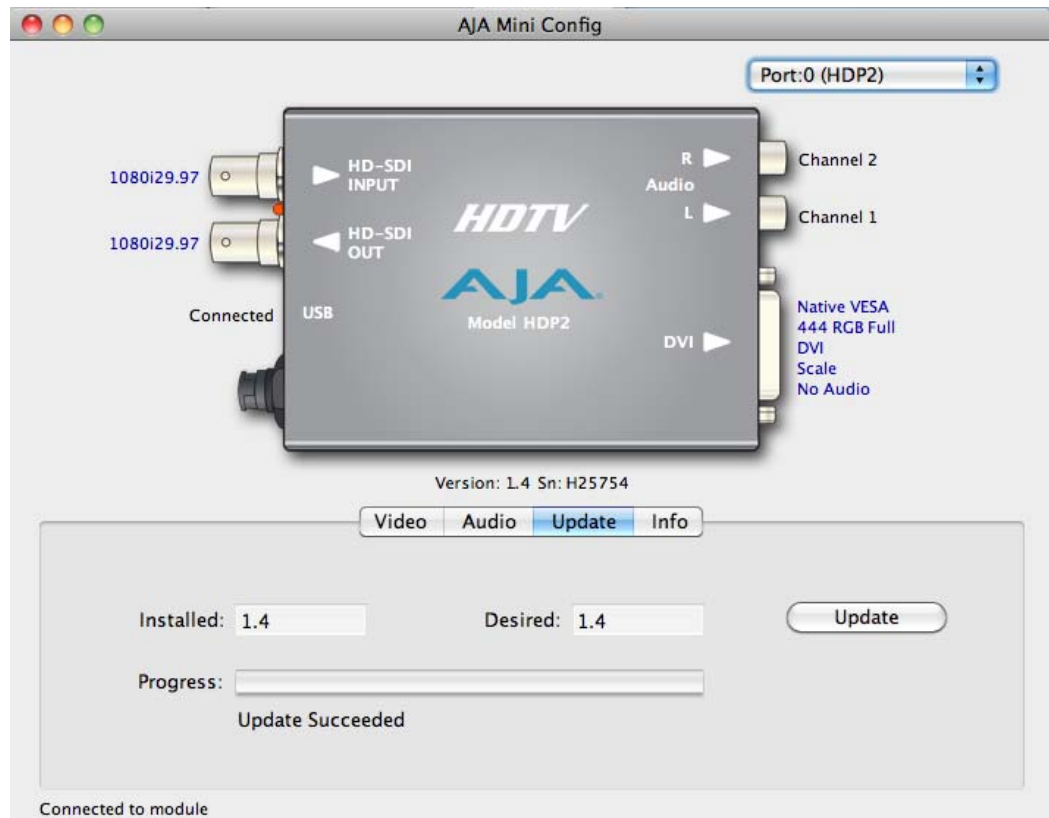 AJA Mini Config
Port:0 (HDP2)
1080i29.97
HD-SDI
INPUT
R
Audio
L
Channel 2
Channel 1
1080i29.97
HD-SDI
OUT
HDTV
AJA
Model HDP2
Connected
USB
DVI
Native VESA
444 RGB Full
DVI
Scale
No Audio
Version: 1.4 Sn: H25754
Video Audio Update Info
Installed: 1.4 Desired: 1.4 Update
Progress:
Update Succeeded
Connected to module